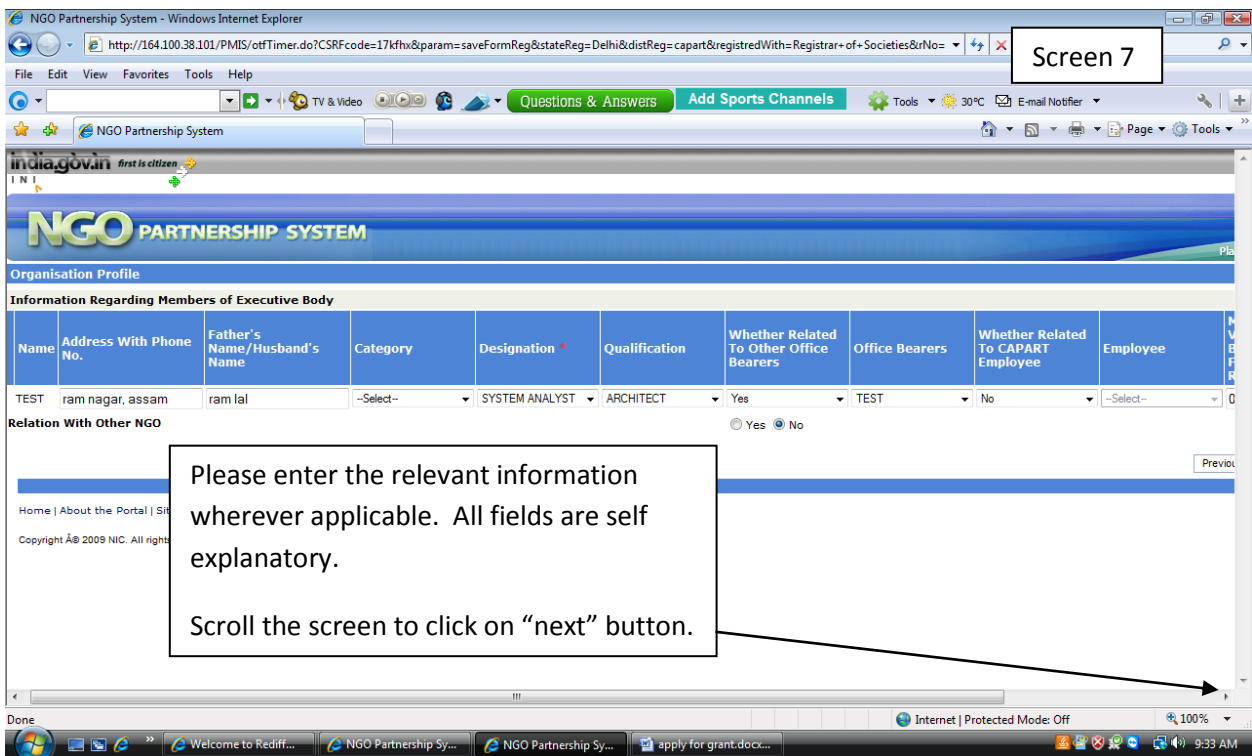 NGO Partnership System - Windows Internet Explorer
http://164.100.38.101/PMIS/otfTimer.do?CSRFcode=17kfhx&param=saveFormReg&stateReg=Delhi&distReg=capart&registredWith=Registrar+of+Societies&rNo=
Screen 7
File Edit View Favorites Tools Help
TV & Video Questions & Answers Add Sports Channels Tools 30°C E-mail Notifier
NGO Partnership System Page Tools
india.gov.in first is citizen
I N I
NGO PARTNERSHIP SYSTEM
Organisation Profile
Information Regarding Members of Executive Body
Name Address With Phone No. Father's Name/Husband's Name Category Designation * Qualification Whether Related To Other Office Bearers Office Bearers Whether Related To CAPART Employee Employee
TEST ram nagar, assam ram lal --Select-- SYSTEM ANALYST ARCHITECT Yes TEST No --Select-- 0
Relation With Other NGO Yes No
Previou
Please enter the relevant information
wherever applicable. All fields are self
explanatory.
Scroll the screen to click on “next” button.
Home | About the Portal | Sit
Copyright Â® 2009 NIC. All rights
Done Internet | Protected Mode: Off 100%
Welcome to Rediff... NGO Partnership Sy... NGO Partnership Sy... apply for grant.docx... 9:33 AM